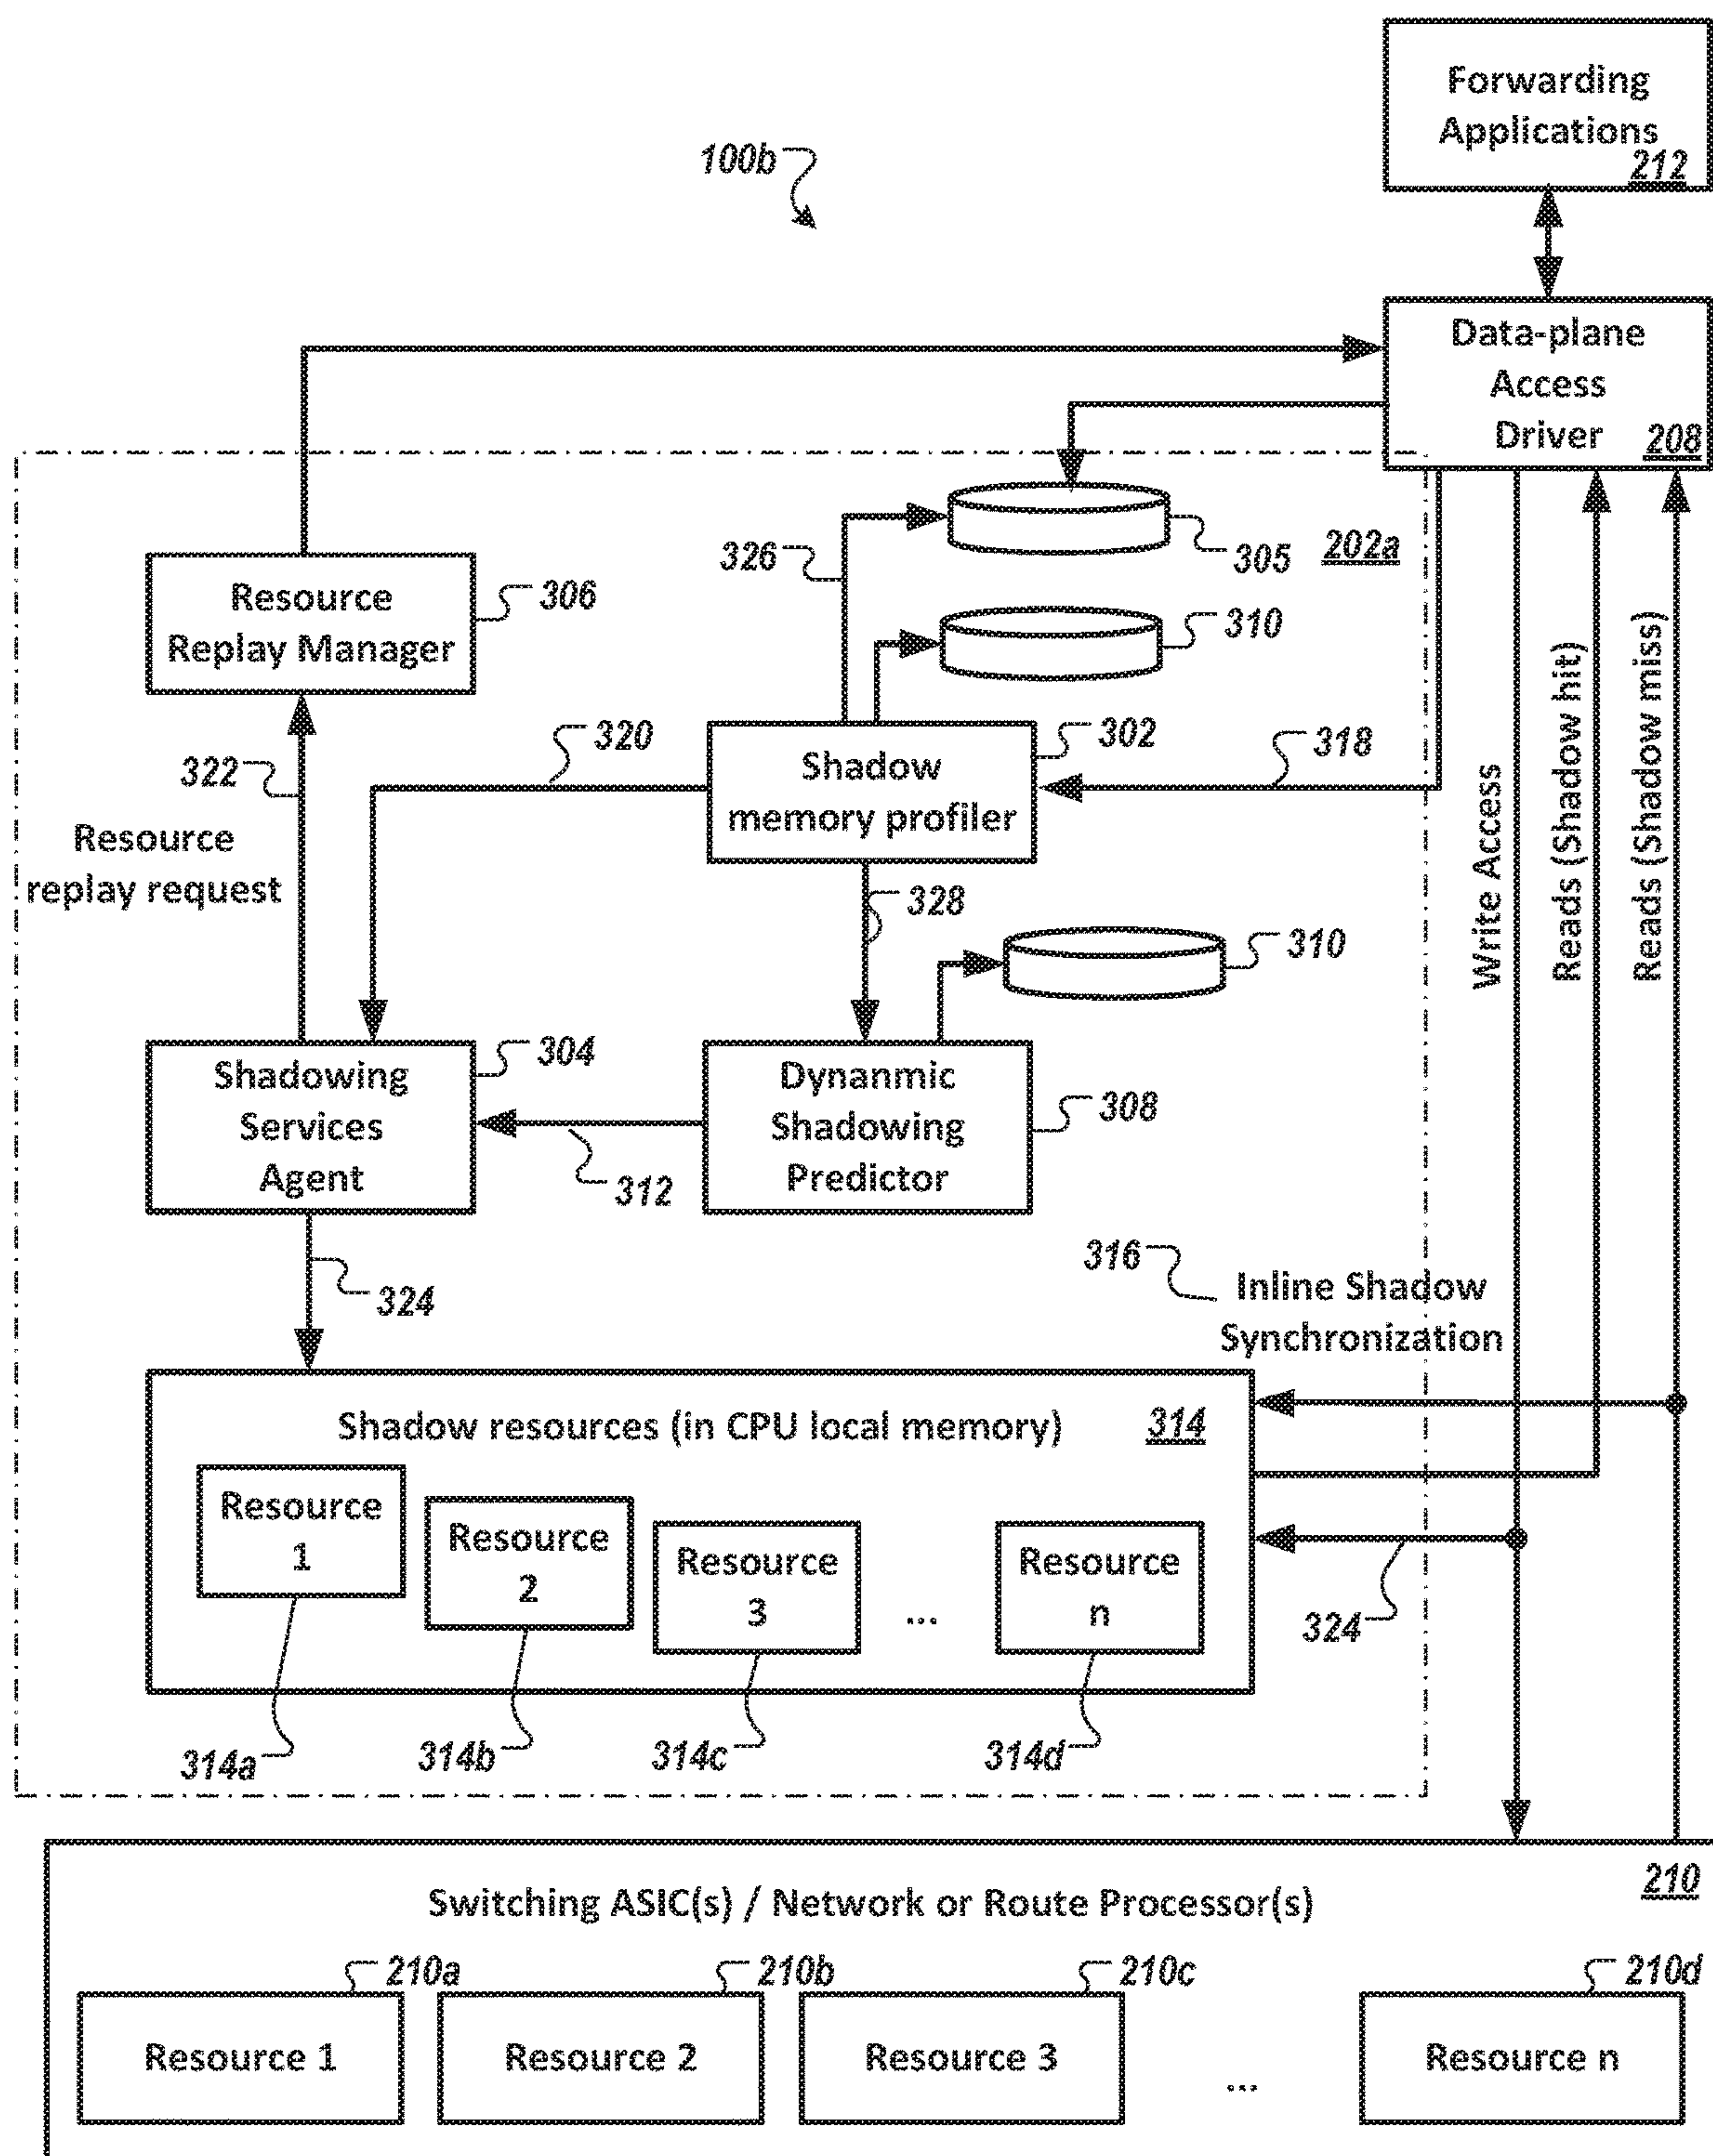 Forwarding
Applications
212
100b
Data-plane
Access
Driver
208
326
305
202a
Resource
Replay Manager
306
310
Shadow
memory profiler
302
320
318
322
Resource
replay request
328
310
Write Access
Reads (Shadow hit)
Reads (Shadow miss)
Shadowing
Services
Agent
304
Dynanmic
Shadowing
Predictor
308
312
324
316
Inline Shadow
Synchronization
Shadow resources (in CPU local memory)
314
Resource
1
Resource
2
Resource
3
...
Resource
n
324
314a
314b
314c
314d
210
Switching ASIC(s) / Network or Route Processor(s)
210a
210b
210c
210d
Resource 1
Resource 2
Resource 3
...
Resource n